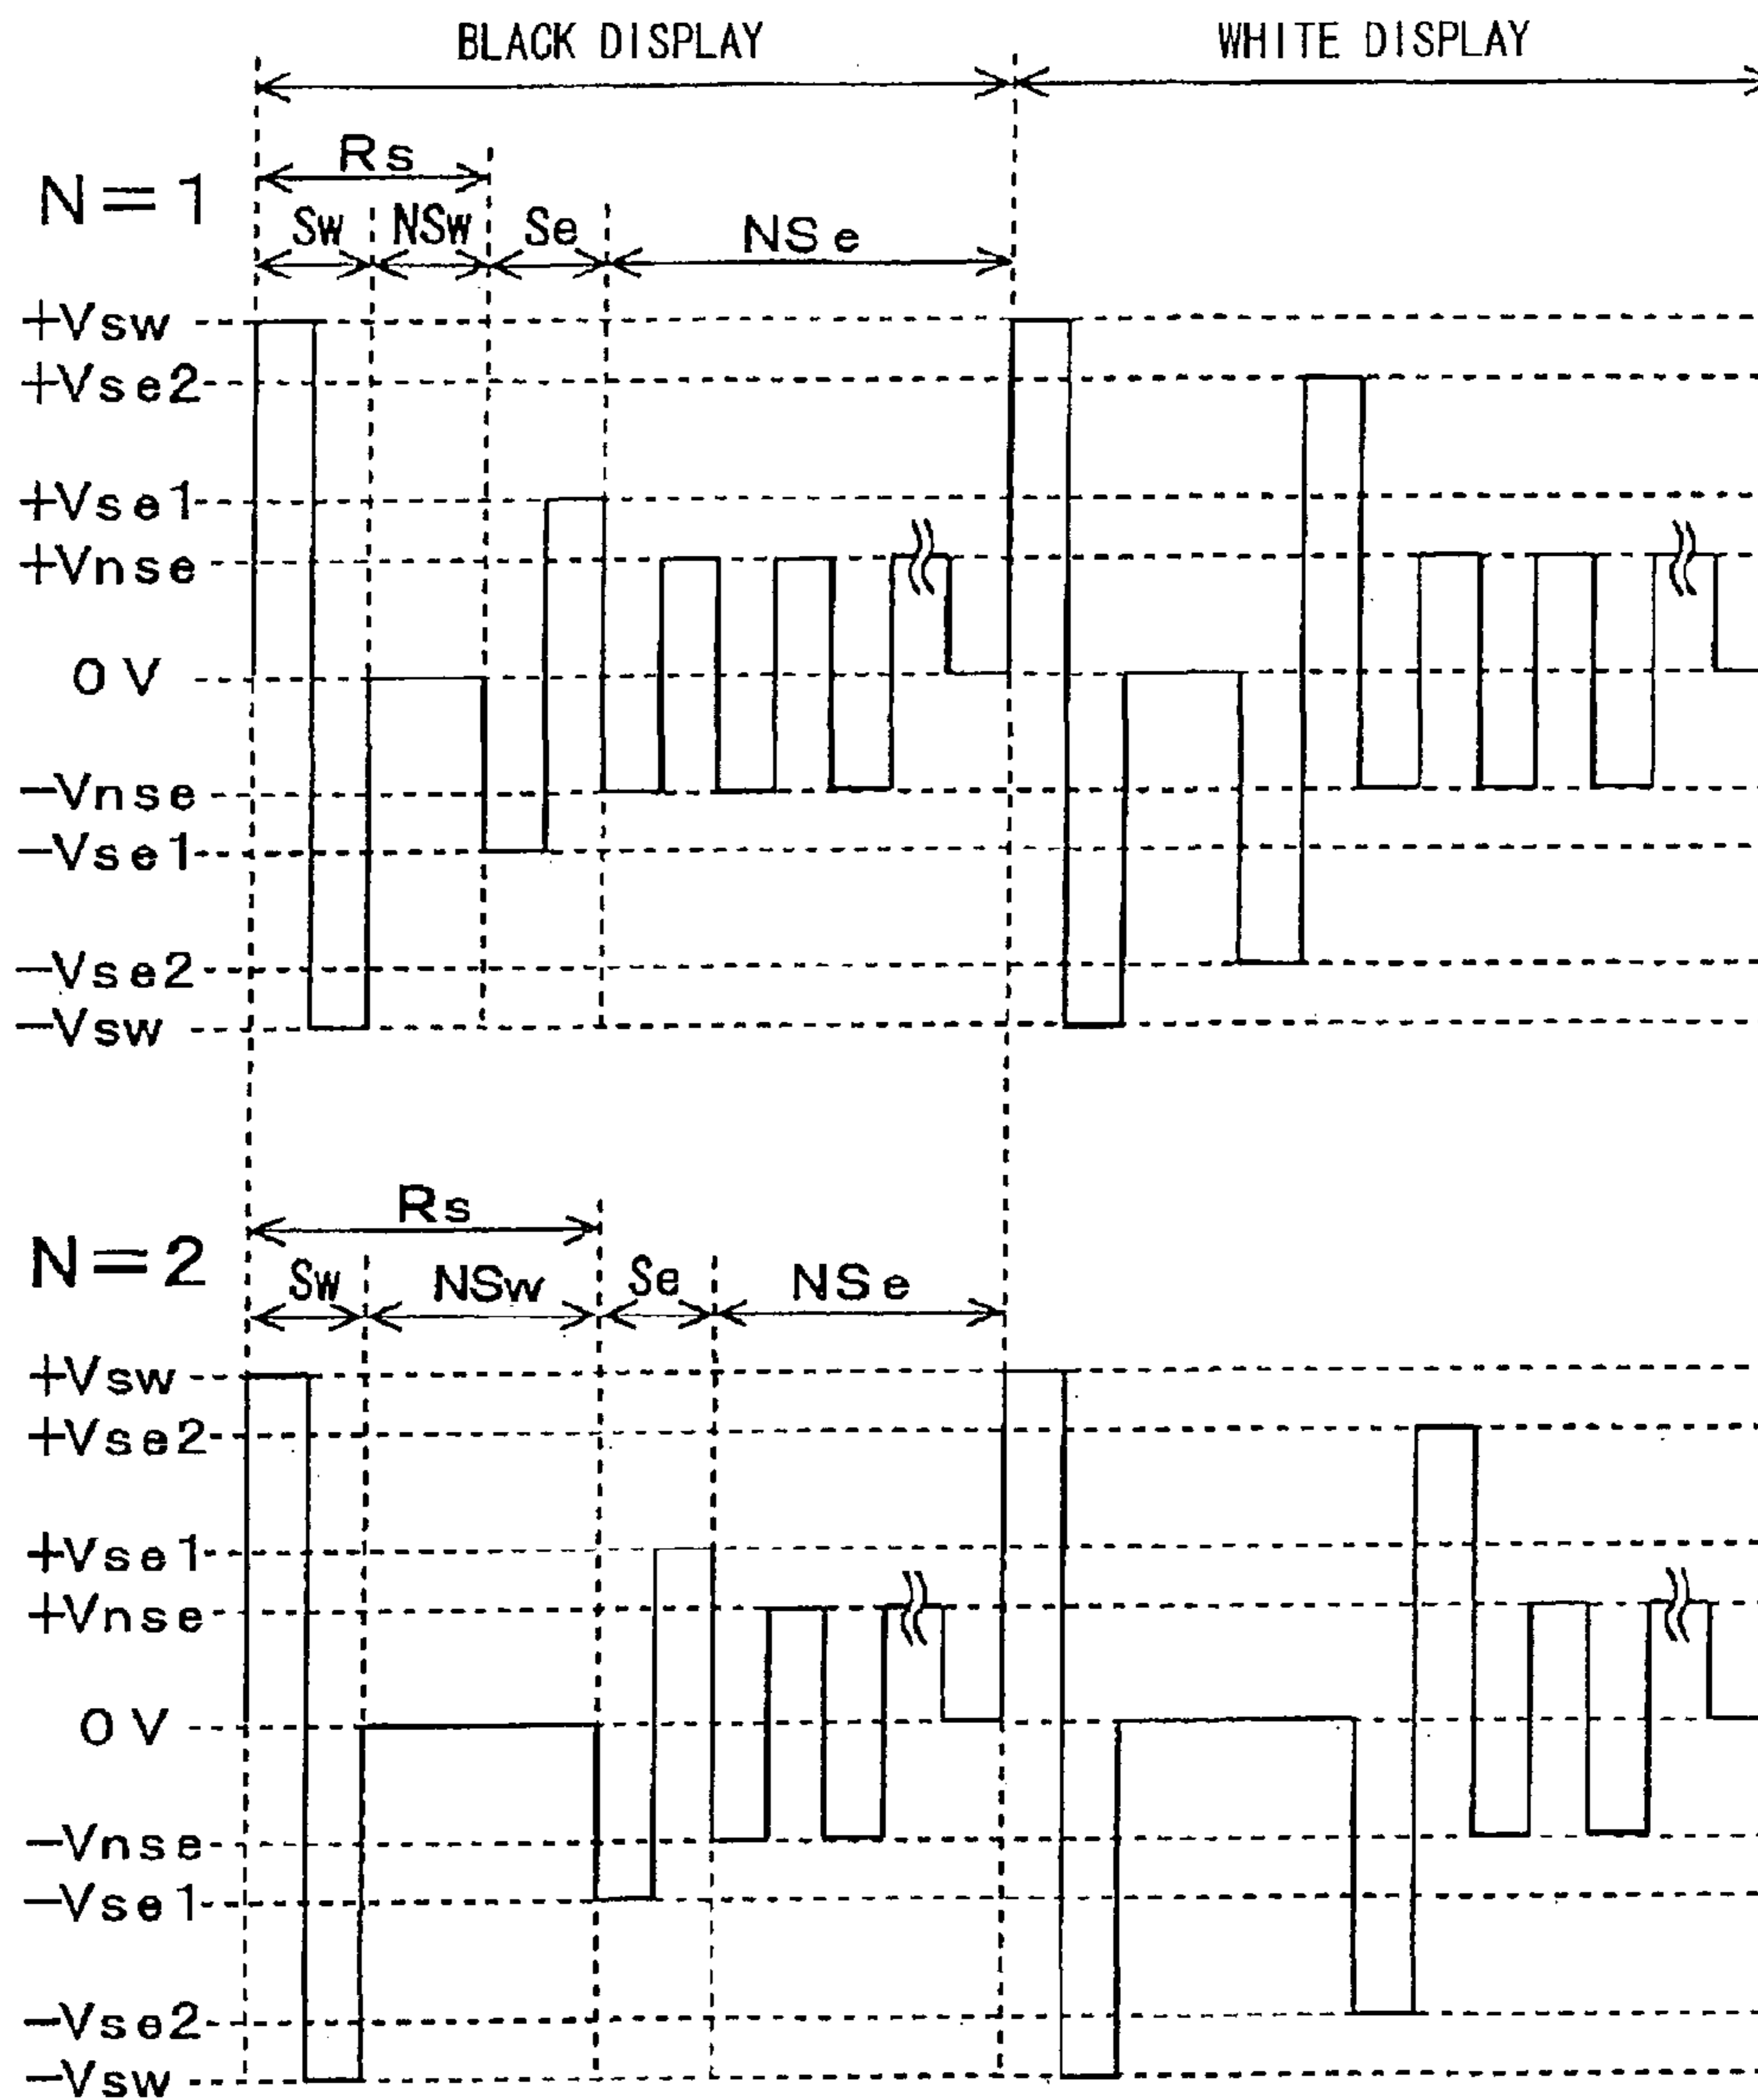 BLACK DISPLAY WHITE DISPLAY
Rs
N=1
Sw NSw Se NSe
+Vsw
+Vse2
+Vse1
+Vnse
0V
-Vnse
-Vse1
-Vse2
-Vsw
Rs
N=2
Sw NSw Se NSe
+Vsw
+Vse2
+Vse1
+Vnse
0V
-Vnse
-Vse1
-Vse2
-Vsw